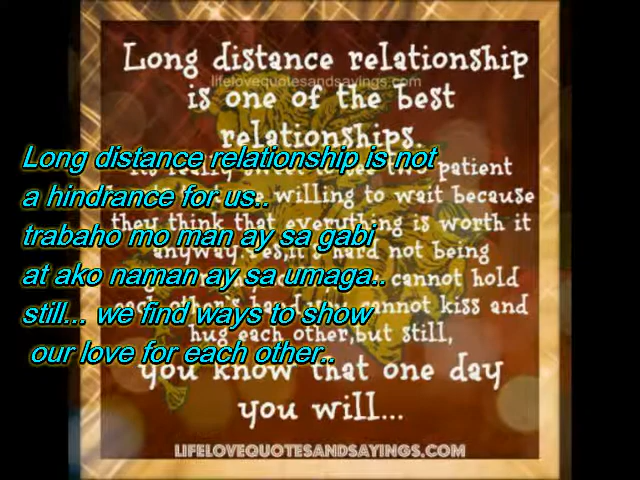 Long distance relationship
lifelovequotesandsayings.com
is one of the best
relationships.
Long distance relationship is not
patient
a hindrance for us..
willing to wait because
they think that everything is worth it
trabaho mo man ay sa gabi
anyway. Yes, it's hard not being
at ako naman ay sa umaga..
cannot hold
each other's cannot kiss and
still... we find ways to show
hug each other,but still,
our love for each other..
you know that one day
you will...
LIFELOVEQUOTESANDSAYINGS.COM